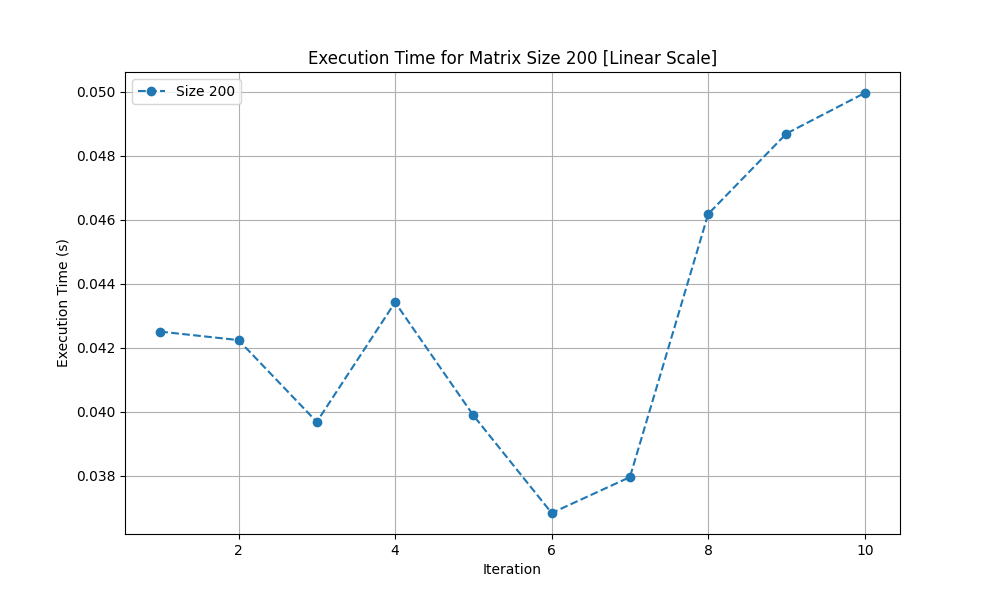 Execution Time for Matrix Size 200 [Linear Scale]
Size 200
0.050
0.048
0.046
0.044
0.042
0.040
0.038
Execution Time (s)
2 4 6 8 10
Iteration